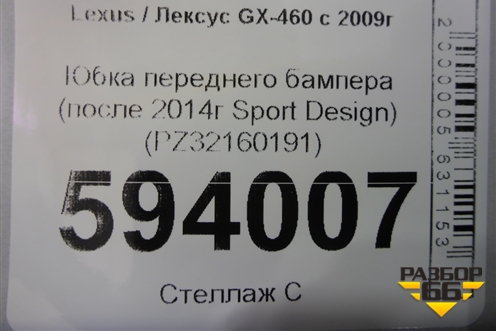 Lexus / Лексус GX-460 с 2009г
Юбка переднего бампера
(после 2014г Sport Design)
(PZ32160191)
594007
Стеллаж С
2000005631153
РАЗБОР
66